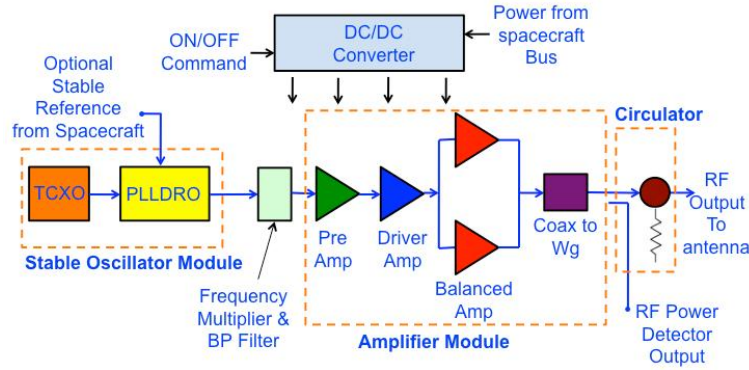 DC/DC
Converter
ON/OFF
Command
Power from
spacecraft
Bus
Optional
Stable
Reference
from Spacecraft
Circulator
TCXO
PLLDRO
Stable Oscillator Module
Frequency
Multiplier &
BP Filter
Pre
Amp
Driver
Amp
Balanced
Amp
Coax to
Wg
Amplifier Module
RF
Output
To
antenna
RF Power
Detector
Output